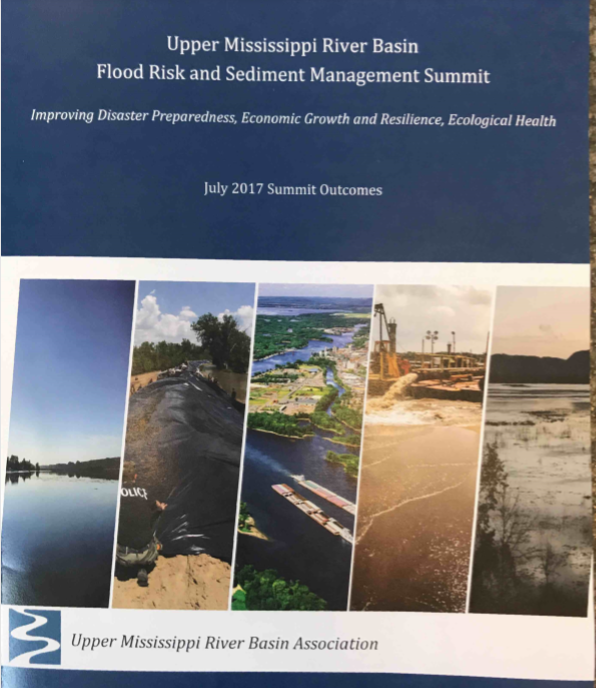 Upper Mississippi River Basin
Flood Risk and Sediment Management Summit
Improving Disaster Preparedness, Economic Growth and Resilience, Ecological Health
July 2017 Summit Outcomes
OLICE
Upper Mississippi River Basin Association